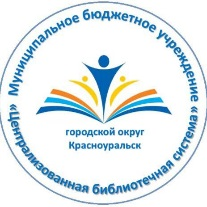 Муниципальное бюджетное учреждение
«Централизованная библиотечная система»
городской округ
Красноуральск